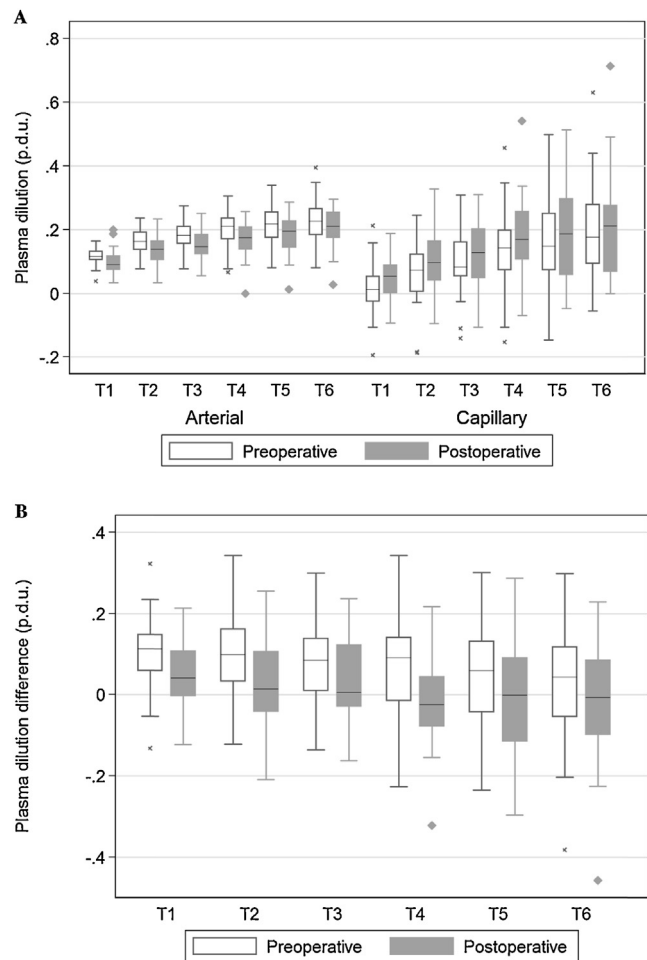 A
Plasma dilution (p.d.u.)
.8
.6
.4
.2
0
-.2
T1 T2 T3 T4 T5 T6 T1 T2 T3 T4 T5 T6
Arterial Capillary
Preoperative Postoperative
B
Plasma dilution difference (p.d.u.)
.4
.2
0
-.2
-.4
T1 T2 T3 T4 T5 T6
Preoperative Postoperative